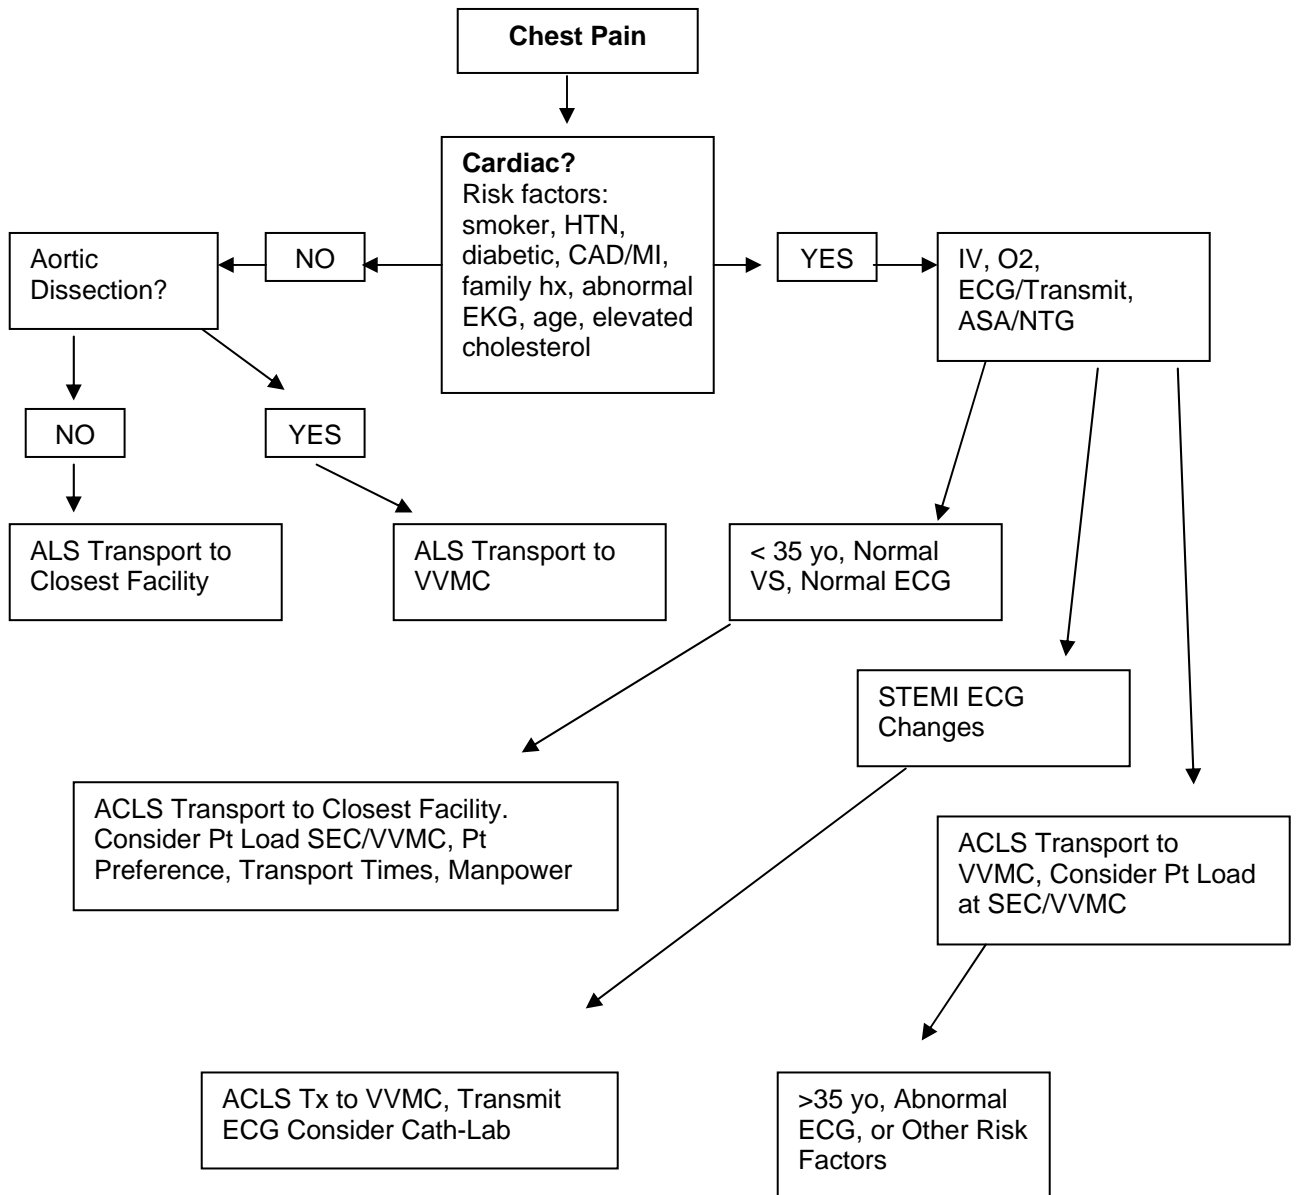 Chest Pain
Cardiac?
Risk factors:
smoker, HTN,
diabetic, CAD/MI,
family hx, abnormal
EKG, age, elevated
cholesterol
NO
Aortic
Dissection?
YES
IV, O2,
ECG/Transmit,
ASA/NTG
NO
YES
ALS Transport to
Closest Facility
ALS Transport to
VVMC
< 35 yo, Normal
VS, Normal ECG
STEMI ECG
Changes
ACLS Transport to Closest Facility.
Consider Pt Load SEC/VVMC, Pt
Preference, Transport Times, Manpower
ACLS Transport to
VVMC, Consider Pt Load
at SEC/VVMC
ACLS Tx to VVMC, Transmit
ECG Consider Cath-Lab
>35 yo, Abnormal
ECG, or Other Risk
Factors